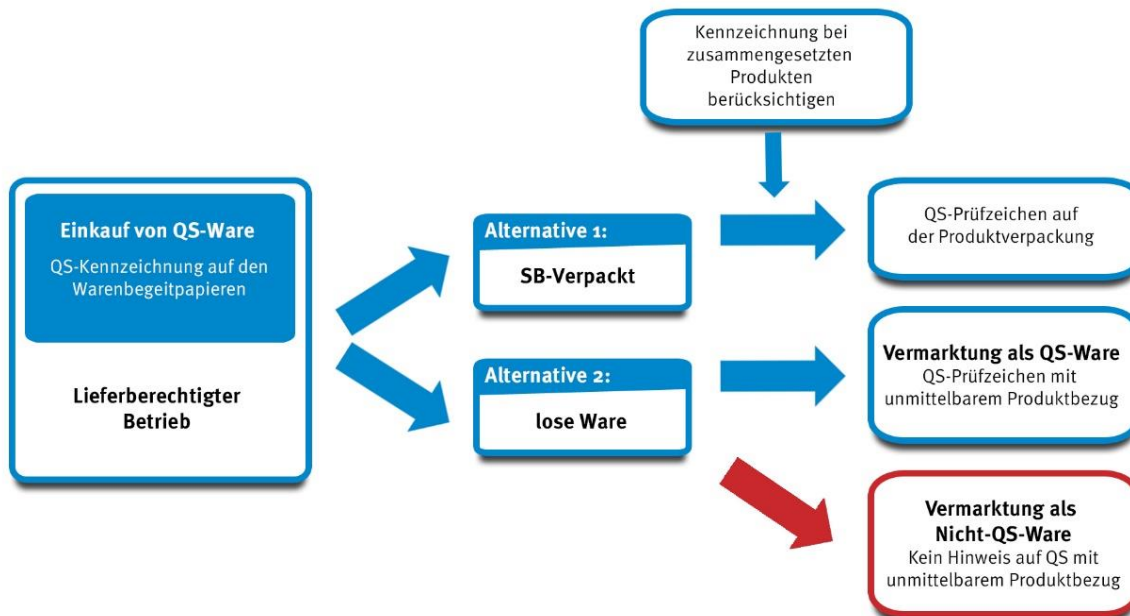 Kennzeichnung bei
zusammengesetzten
Produkten
berücksichtigen
Einkauf von QS-Ware
QS-Kennzeichnung auf den
Warenbegeitpapieren
Lieferberechtigter
Betrieb
Alternative 1:
SB-Verpackt
Alternative 2:
lose Ware
QS-Prüfzeichen auf
der Produktverpackung
Vermarktung als QS-Ware
QS-Prüfzeichen mit
unmittelbarem Produktbezug
Vermarktung als
Nicht-QS-Ware
Kein Hinweis auf QS mit
unmittelbarem Produktbezug